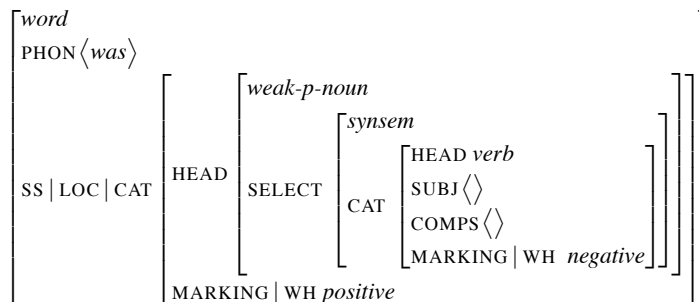 word
PHON ⟨was⟩
weak-p-noun
synsem
HEAD verb
HEAD
SUBJ ⟨⟩
SS | LOC | CAT
SELECT
CAT
COMPS ⟨⟩
MARKING | WH negative
MARKING | WH positive